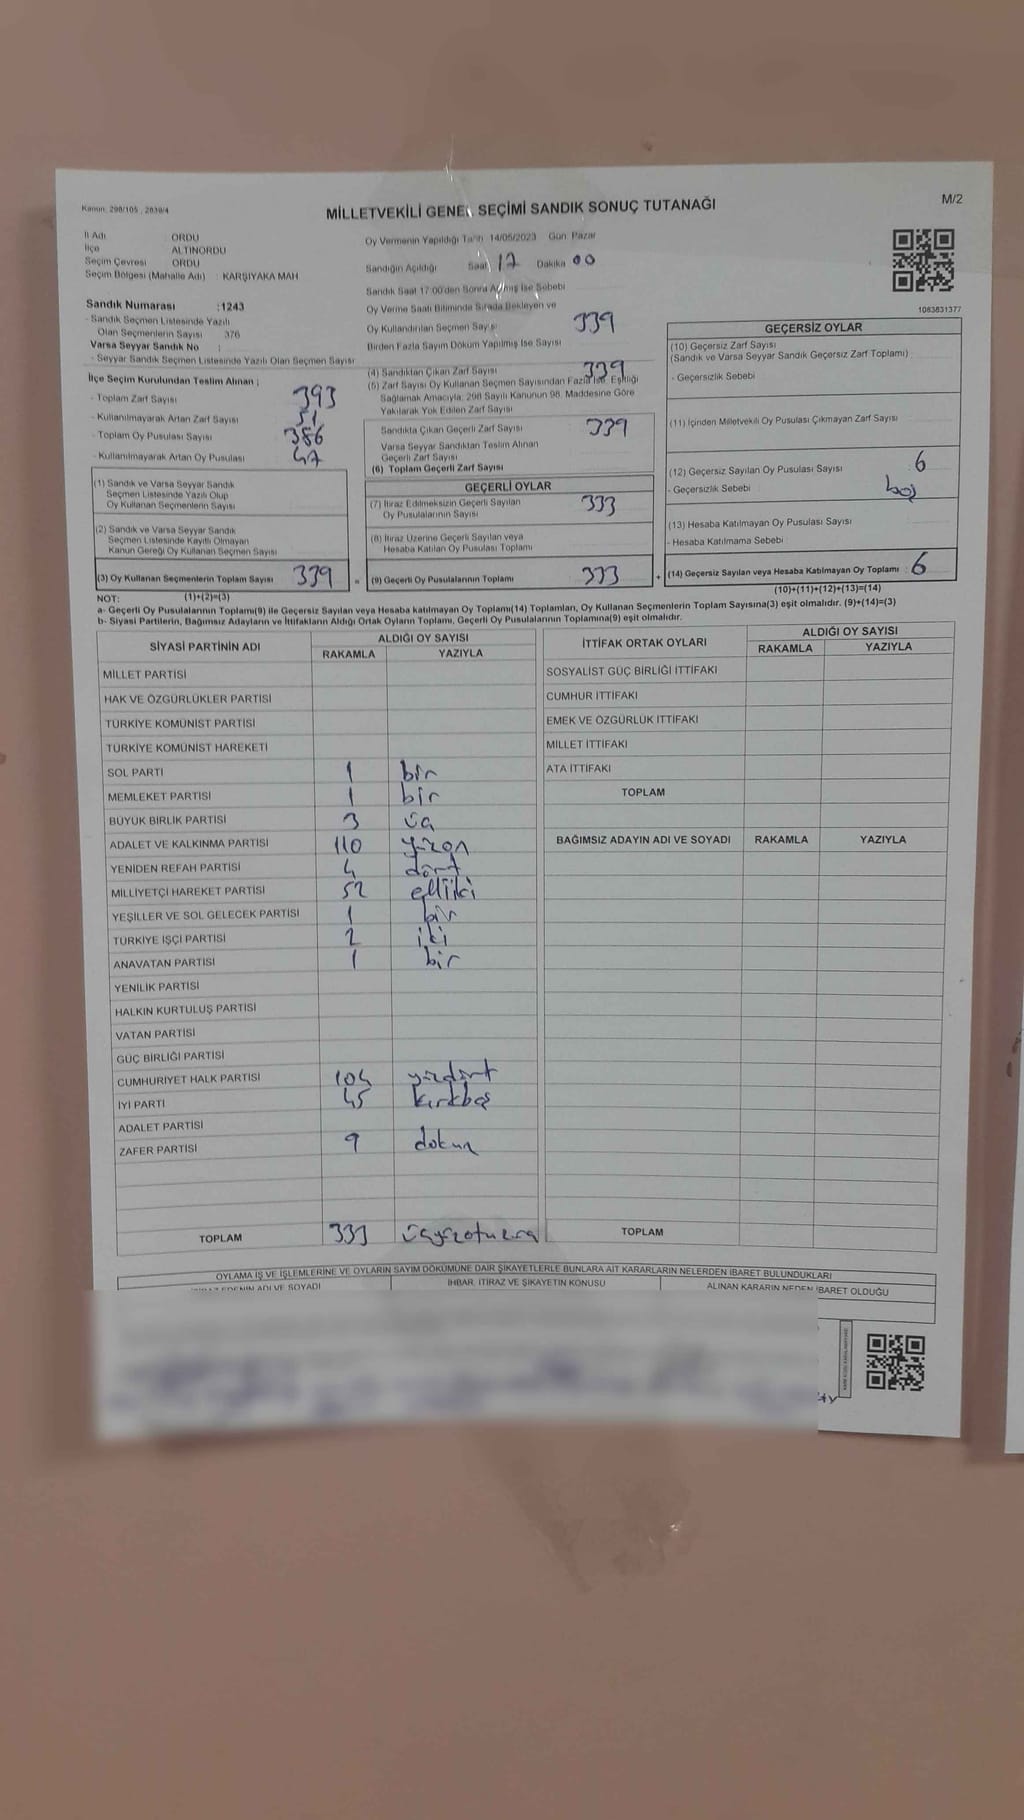 Kanun: 298/105 , 2839/4
MİLLETVEKİLİ GENEL SEÇİMİ SANDIK SONUÇ TUTANAĞI
M/2
İl Adı ORDU
İlçe ALTINORDU
Seçim Çevresi ORDU
Seçim Bölgesi (Mahalle Adı) : KARŞIYAKA MAH
Sandık Numarası :1243
- Sandık Seçmen Listesinde Yazılı
Olan Seçmenlerin Sayısı 376
Varsa Seyyar Sandık No :
- Seyyar Sandık Seçmen Listesinde Yazılı Olan Seçmen Sayısı
İlçe Seçim Kurulundan Teslim Alınan ;
- Toplam Zarf Sayısı 393
- Kullanılmayarak Artan Zarf Sayısı 51
- Toplam Oy Pusulası Sayısı 386
- Kullanılmayarak Artan Oy Pusulası 47
(1) Sandık ve Varsa Seyyar Sandık
Seçmen Listesinde Yazılı Olup
Oy Kullanan Seçmenlerin Sayısı
(2) Sandık ve Varsa Seyyar Sandık
Seçmen Listesinde Kayıtlı Olmayan
Kanun Gereği Oy Kullanan Seçmen Sayısı
(3) Oy Kullanan Seçmenlerin Toplam Sayısı 339 =
Oy Vermenin Yapıldığı Tarih 14/05/2023 Gün Pazar
Sandığın Açıldığı Saat 17 Dakika 00
Sandık Saat 17:00'den Sonra Açılmış İse Sebebi
Oy Verme Saati Bitiminde Sırada Bekleyen ve
Oy Kullandırılan Seçmen Sayısı 339
Birden Fazla Sayım Döküm Yapılmış İse Sayısı
(4) Sandıktan Çıkan Zarf Sayısı 339
(5) Zarf Sayısı Oy Kullanan Seçmen Sayısından Fazla İse, Eşitliği
Sağlamak Amacıyla, 298 Sayılı Kanunun 98. Maddesine Göre
Yakılarak Yok Edilen Zarf Sayısı
Sandıkta Çıkan Geçerli Zarf Sayısı 339
Varsa Seyyar Sandıktan Teslim Alınan
Geçerli Zarf Sayısı
(6) Toplam Geçerli Zarf Sayısı
GEÇERLİ OYLAR
(7) İtiraz Edilmeksizin Geçerli Sayılan
Oy Pusulalarının Sayısı 333
(8) İtiraz Üzerine Geçerli Sayılan veya
Hesaba Katılan Oy Pusulası Toplamı
(9) Geçerli Oy Pusulalarının Toplamı 333 +
1083831377
GEÇERSİZ OYLAR
(10) Geçersiz Zarf Sayısı
(Sandık ve Varsa Seyyar Sandık Geçersiz Zarf Toplamı)
- Geçersizlik Sebebi
(11) İçinden Milletvekili Oy Pusulası Çıkmayan Zarf Sayısı
(12) Geçersiz Sayılan Oy Pusulası Sayısı 6
- Geçersizlik Sebebi boş
(13) Hesaba Katılmayan Oy Pusulası Sayısı
- Hesaba Katılmama Sebebi
(14) Geçersiz Sayılan veya Hesaba Katılmayan Oy Toplamı : 6
NOT: (1)+(2)=(3) (10)+(11)+(12)+(13)=(14)
a- Geçerli Oy Pusulalarının Toplamı(9) ile Geçersiz Sayılan veya Hesaba katılmayan Oy Toplamı(14) Toplamları, Oy Kullanan Seçmenlerin Toplam Sayısına(3) eşit olmalıdır. (9)+(14)=(3)
b- Siyasi Partilerin, Bağımsız Adayların ve İttifakların Aldığı Ortak Oyların Toplamı, Geçerli Oy Pusulalarının Toplamına(9) eşit olmalıdır.
SİYASİ PARTİNİN ADI ALDIĞI OY SAYISI
RAKAMLA YAZIYLA
MİLLET PARTİSİ
HAK VE ÖZGÜRLÜKLER PARTİSİ
TÜRKİYE KOMÜNİST PARTİSİ
TÜRKİYE KOMÜNİST HAREKETİ
SOL PARTİ 1 bir
MEMLEKET PARTİSİ 1 bir
BÜYÜK BİRLİK PARTİSİ 3 üç
ADALET VE KALKINMA PARTİSİ 110 yüzon
YENİDEN REFAH PARTİSİ 4 dört
MİLLİYETÇİ HAREKET PARTİSİ 52 elliiki
YEŞİLLER VE SOL GELECEK PARTİSİ 1 bir
TÜRKİYE İŞÇİ PARTİSİ 2 iki
ANAVATAN PARTİSİ 1 bir
YENİLİK PARTİSİ
HALKIN KURTULUŞ PARTİSİ
VATAN PARTİSİ
GÜÇ BİRLİĞİ PARTİSİ
CUMHURİYET HALK PARTİSİ 104 yüzdört
İYİ PARTİ 45 kırkbeş
ADALET PARTİSİ
ZAFER PARTİSİ 9 dokuz
TOPLAM 333 üçyüzotuzüç
İTTİFAK ORTAK OYLARI ALDIĞI OY SAYISI
RAKAMLA YAZIYLA
SOSYALİST GÜÇ BİRLİĞİ İTTİFAKI
CUMHUR İTTİFAKI
EMEK VE ÖZGÜRLÜK İTTİFAKI
MİLLET İTTİFAKI
ATA İTTİFAKI
TOPLAM
BAĞIMSIZ ADAYIN ADI VE SOYADI RAKAMLA YAZIYLA
TOPLAM
OYLAMA İŞ VE İŞLEMLERİNE VE OYLARIN SAYIM DÖKÜMÜNE DAİR ŞİKAYETLERLE BUNLARA AİT KARARLARIN NELERDEN İBARET BULUNDUKLARI
ADI VE SOYADI İHBAR, İTİRAZ VE ŞİKAYETİN KONUSU ALINAN KARARIN NEDEN İBARET OLDUĞU